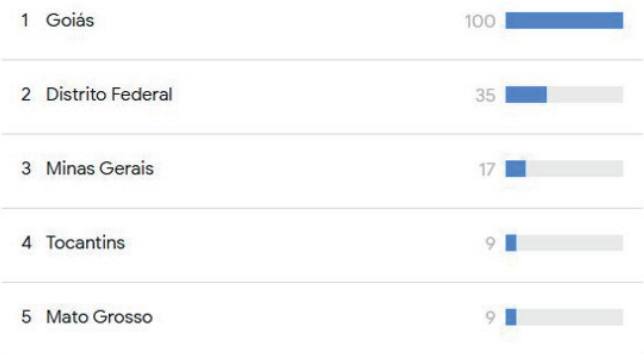 1 Goiás 100
2 Distrito Federal 35
3 Minas Gerais 17
4 Tocantins 9
5 Mato Grosso 9